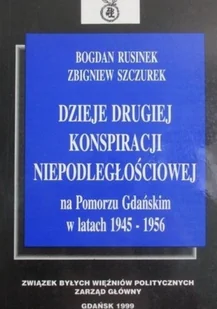 BOGDAN RUSINEK
ZBIGNIEW SZCZUREK
DZIEJE DRUGIEJ
KONSPIRACJI
NIEPODLEGŁOŚCIOWEJ
na Pomorzu Gdańskim
w latach 1945 - 1956
ZWIĄZEK BYŁYCH WIĘŹNIÓW POLITYCZNYCH
ZARZĄD GŁÓWNY
GDAŃSK 1999